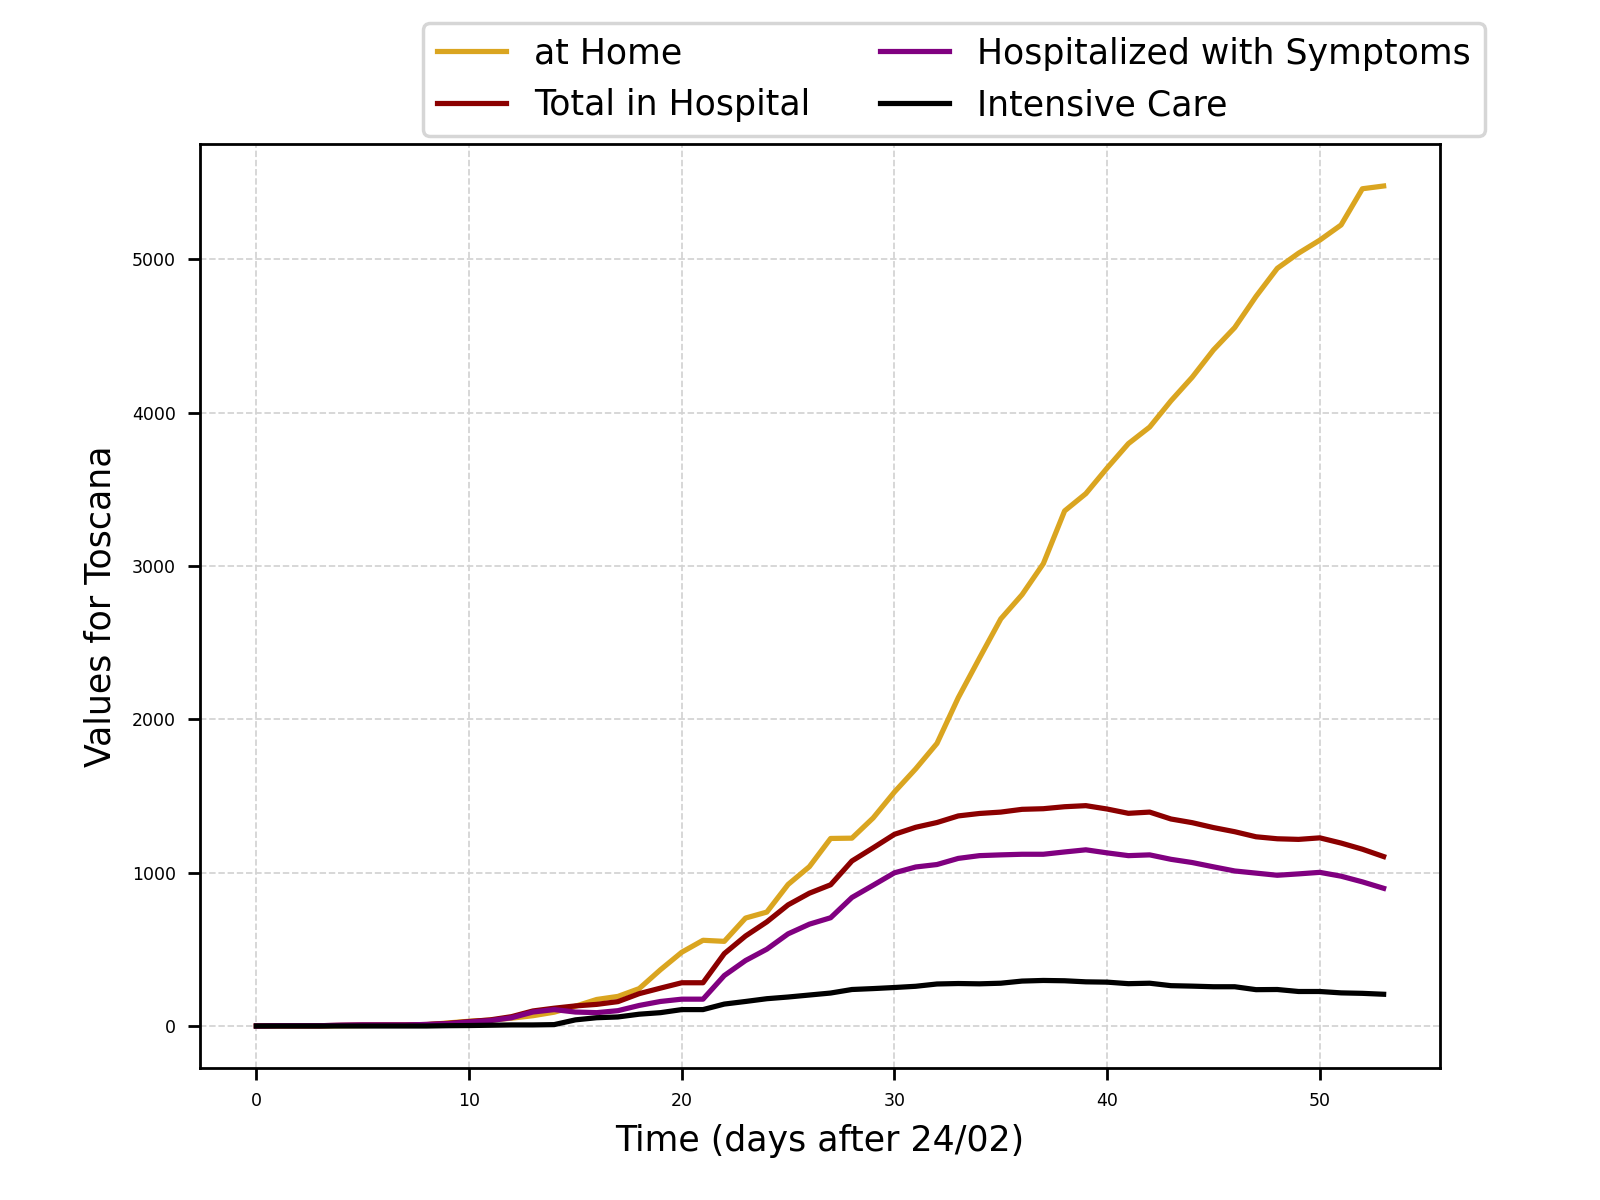 at Home
Total in Hospital
Hospitalized with Symptoms
Intensive Care
5000
4000
3000
2000
1000
0
Values for Toscana
0 10 20 30 40 50
Time (days after 24/02)